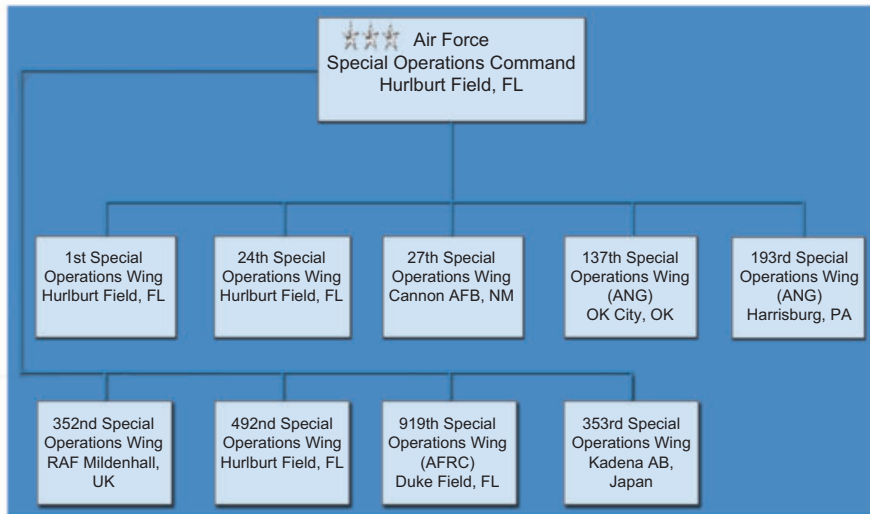 Air Force
Special Operations Command
Hurlburt Field, FL
1st Special
Operations Wing
Hurlburt Field, FL
24th Special
Operations Wing
Hurlburt Field, FL
27th Special
Operations Wing
Cannon AFB, NM
137th Special
Operations Wing
(ANG)
OK City, OK
193rd Special
Operations Wing
(ANG)
Harrisburg, PA
352nd Special
Operations Wing
RAF Mildenhall,
UK
492nd Special
Operations Wing
Hurlburt Field, FL
919th Special
Operations Wing
(AFRC)
Duke Field, FL
353rd Special
Operations Wing
Kadena AB,
Japan